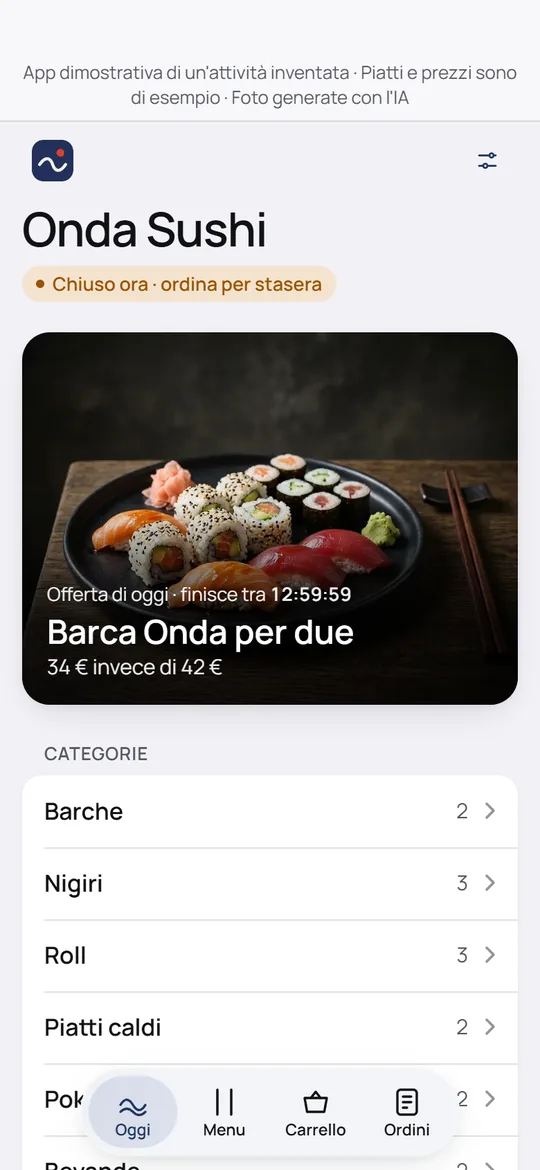 App dimostrativa di un'attività inventata · Piatti e prezzi sono
di esempio · Foto generate con l'IA
Onda Sushi
Chiuso ora · ordina per stasera
Offerta di oggi · finisce tra 12:59:59
Barca Onda per due
34 € invece di 42 €
CATEGORIE
Barche 2
Nigiri 3
Roll 3
Piatti caldi 2
2
Oggi Menu Carrello Ordini